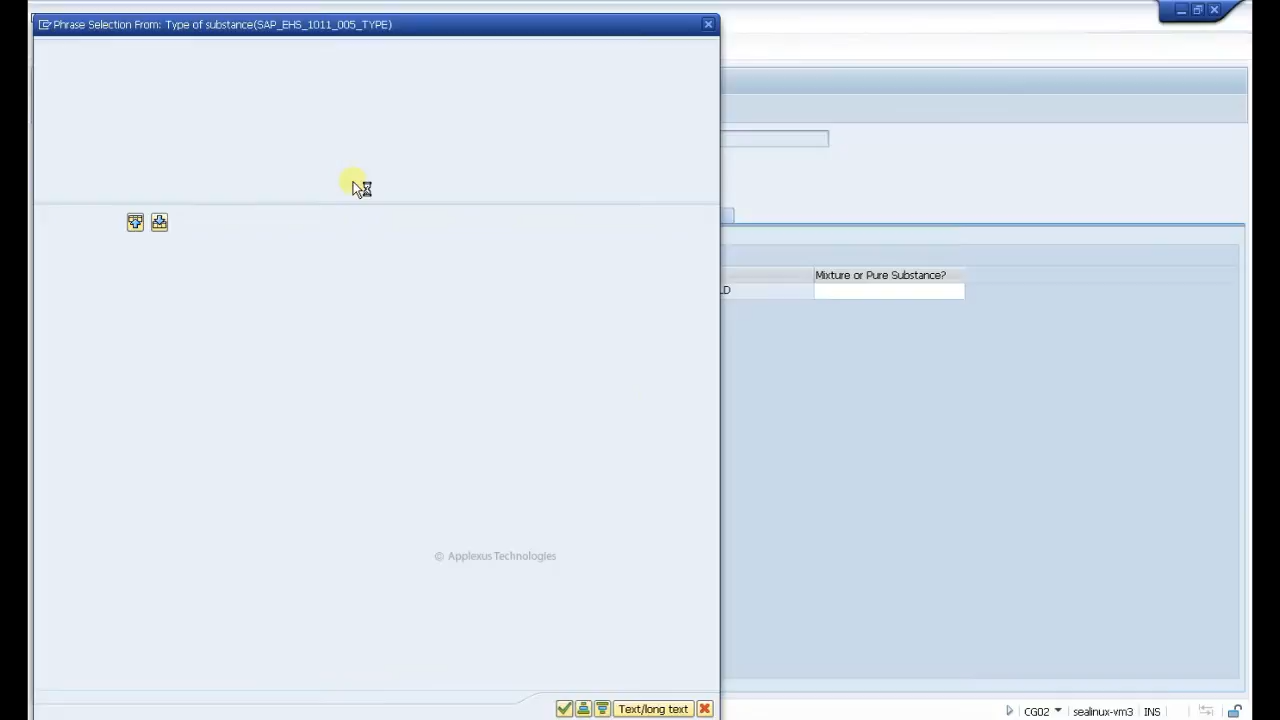 Phrase Selection From: Type of substance(SAP_EHS_1011_005_TYPE)
Mixture or Pure Substance?
LD
© Applexus Technologies
Text/long text
CG02
sealinux-vm3
INS